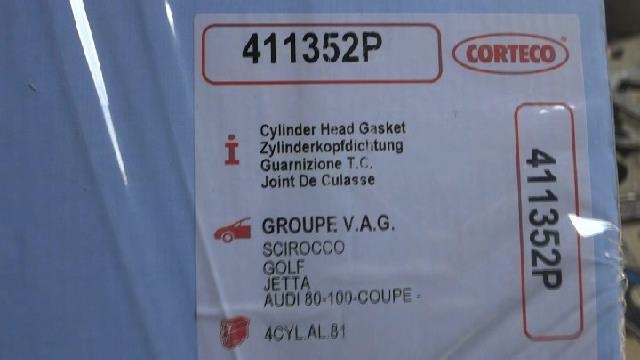 411352P
CORTECO
Cylinder Head Gasket
Zylinderkopfdichtung
Guarnizione T.C.
Joint De Culasse
GROUPE V.A.G.
SCIROCCO
GOLF
JETTA
AUDI 80-100-COUPE -
4CYL.AL.81
411352P